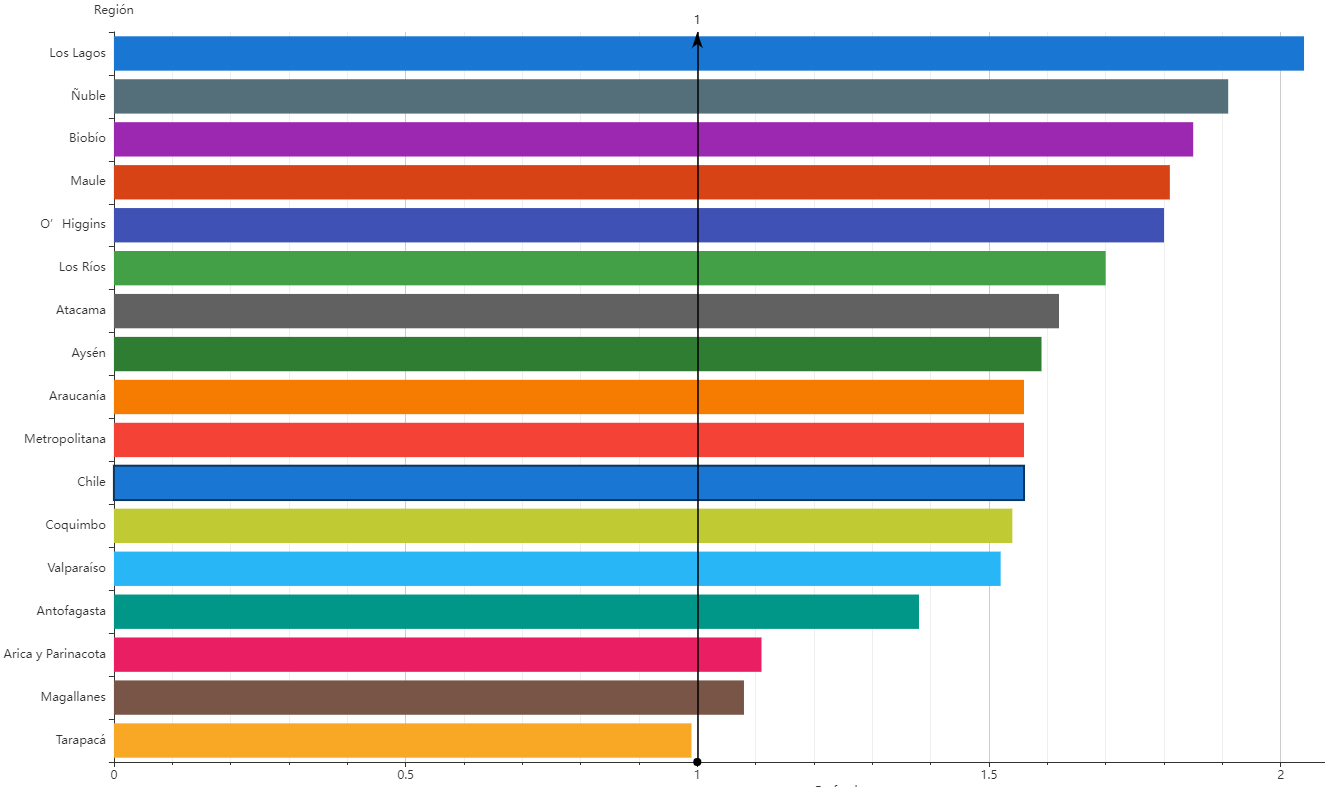 Región
1
Los Lagos
Ñuble
Biobío
Maule
O’ Higgins
Los Ríos
Atacama
Aysén
Araucanía
Metropolitana
Chile
Coquimbo
Valparaíso
Antofagasta
Arica y Parinacota
Magallanes
Tarapacá
0 0.5 1 1.5 2